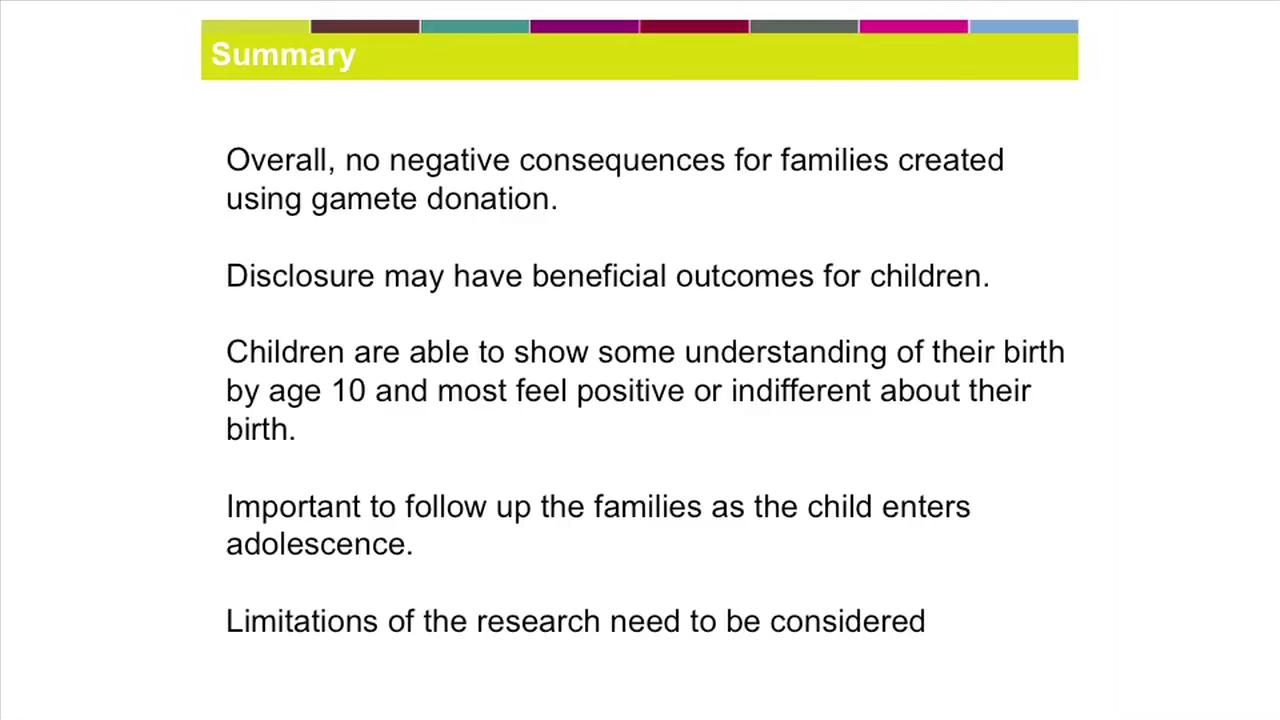 Summary
Overall, no negative consequences for families created
using gamete donation.
Disclosure may have beneficial outcomes for children.
Children are able to show some understanding of their birth
by age 10 and most feel positive or indifferent about their
birth.
Important to follow up the families as the child enters
adolescence.
Limitations of the research need to be considered